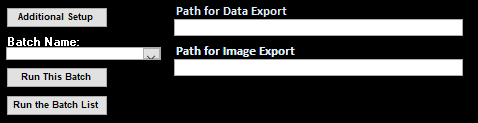 Additional Setup
Batch Name:
Run This Batch
Run the Batch List
Path for Data Export
Path for Image Export